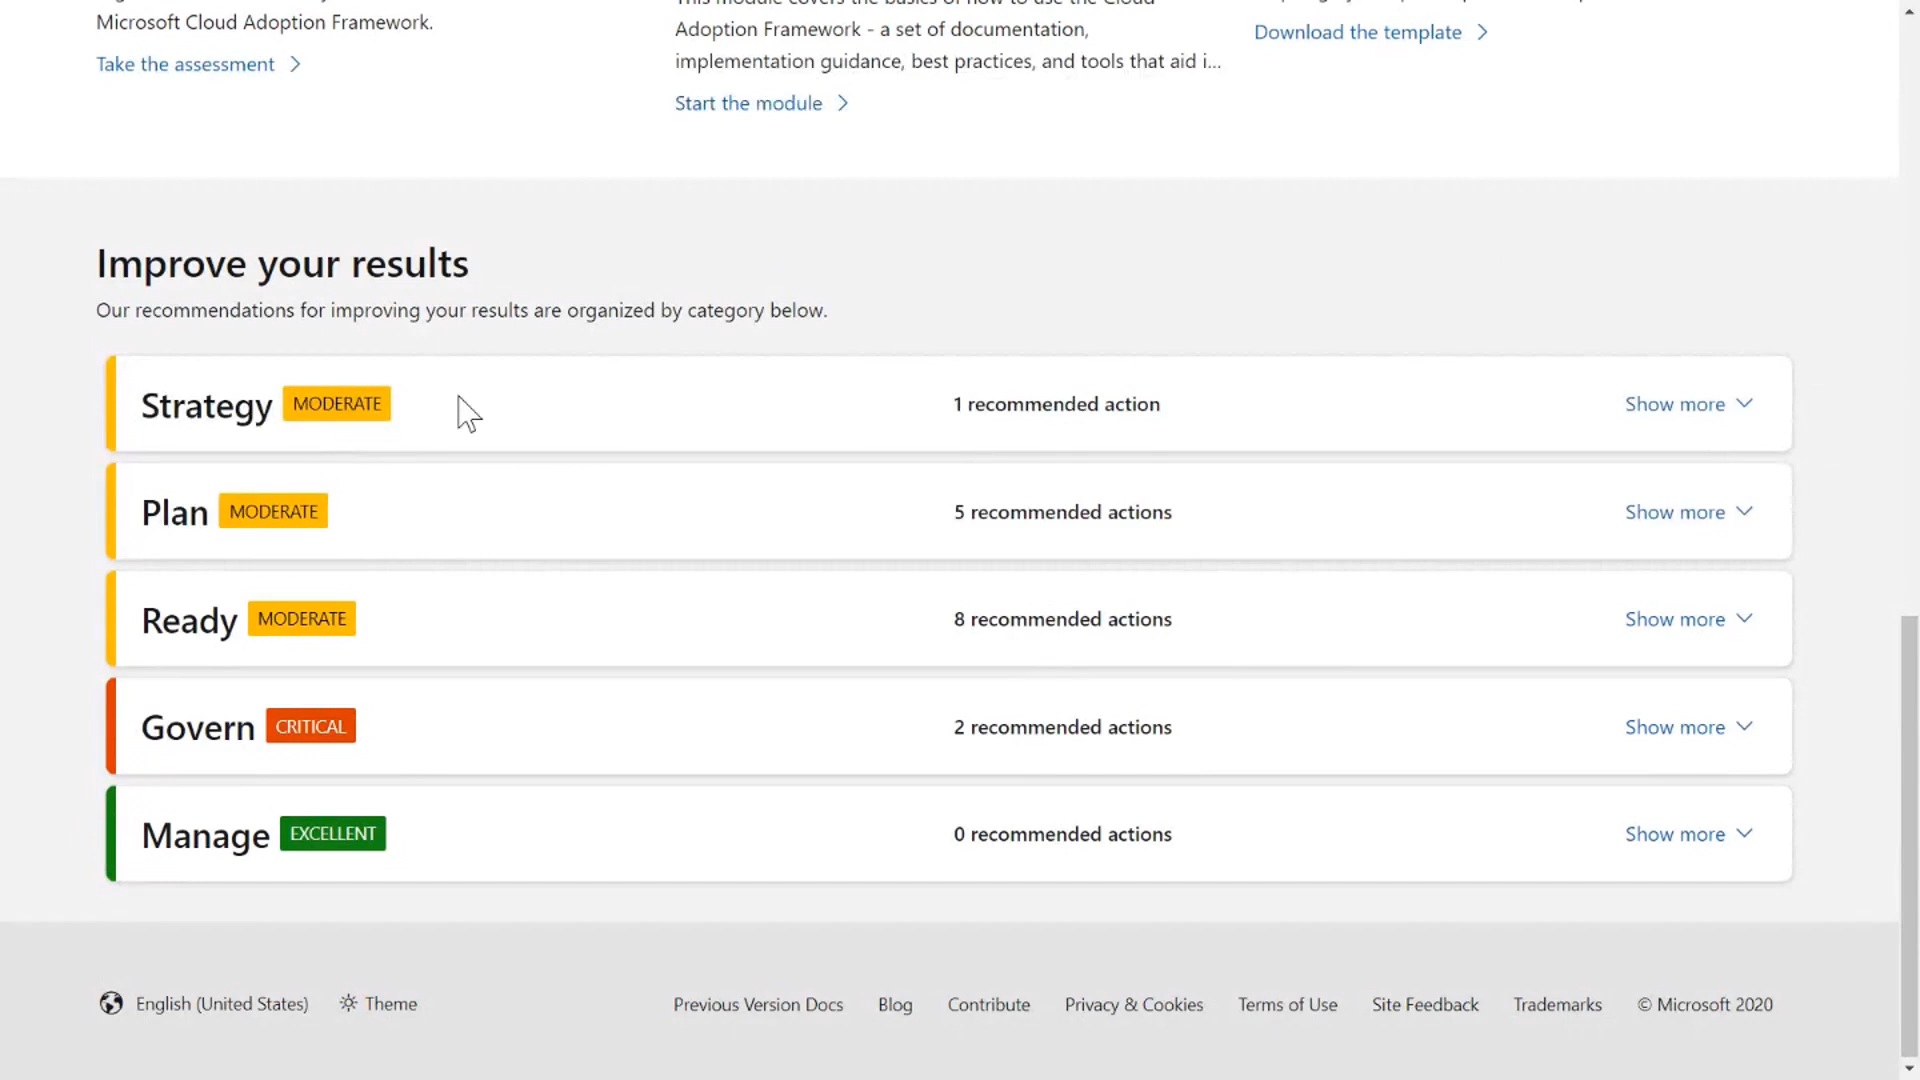 Microsoft Cloud Adoption Framework.
Take the assessment
Adoption Framework - a set of documentation,
implementation guidance, best practices, and tools that aid i...
Start the module
Download the template
Improve your results
Our recommendations for improving your results are organized by category below.
Strategy MODERATE 1 recommended action Show more
Plan MODERATE 5 recommended actions Show more
Ready MODERATE 8 recommended actions Show more
Govern CRITICAL 2 recommended actions Show more
Manage EXCELLENT 0 recommended actions Show more
English (United States) Theme Previous Version Docs Blog Contribute Privacy & Cookies Terms of Use Site Feedback Trademarks © Microsoft 2020